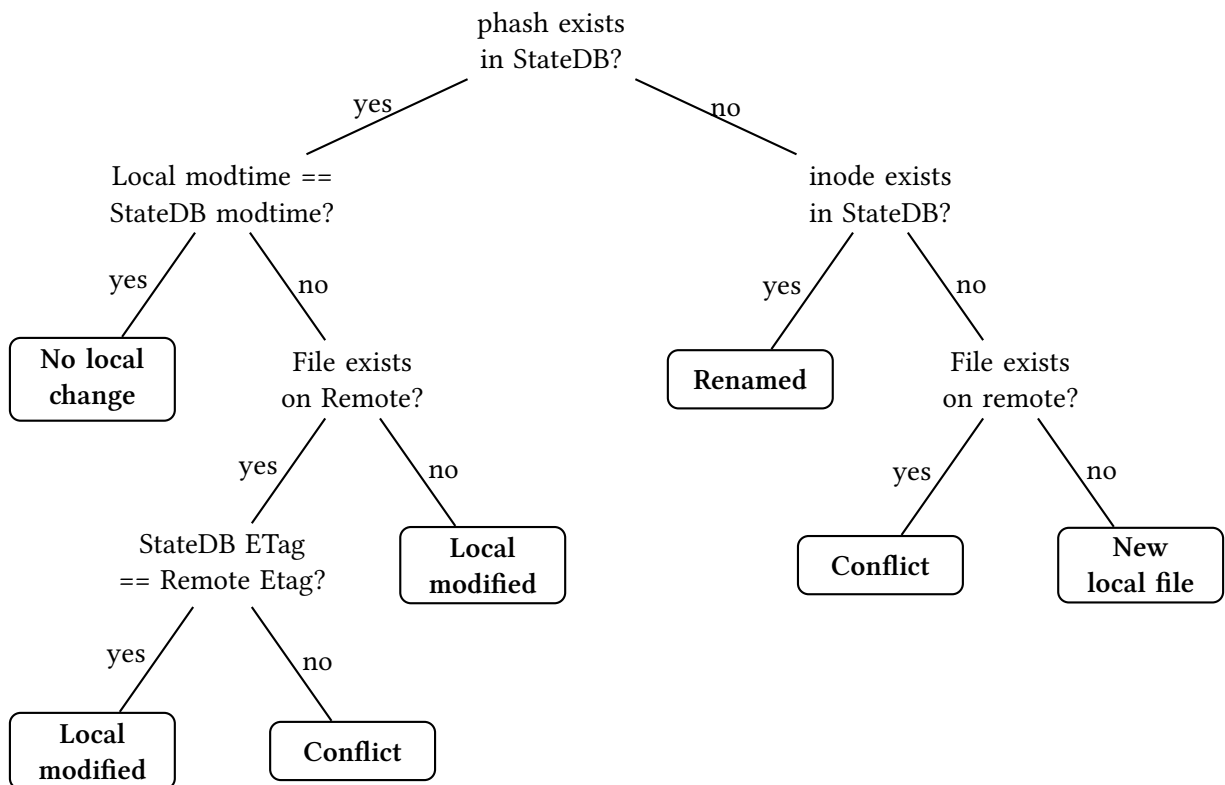 phash exists
in StateDB?
yes
no
Local modtime ==
StateDB modtime?
inode exists
in StateDB?
yes
no
yes
no
No local
change
File exists
on Remote?
Renamed
File exists
on remote?
yes
no
yes
no
StateDB ETag
== Remote Etag?
Local
modified
Conflict
New
local file
yes
no
Local
modified
Conflict